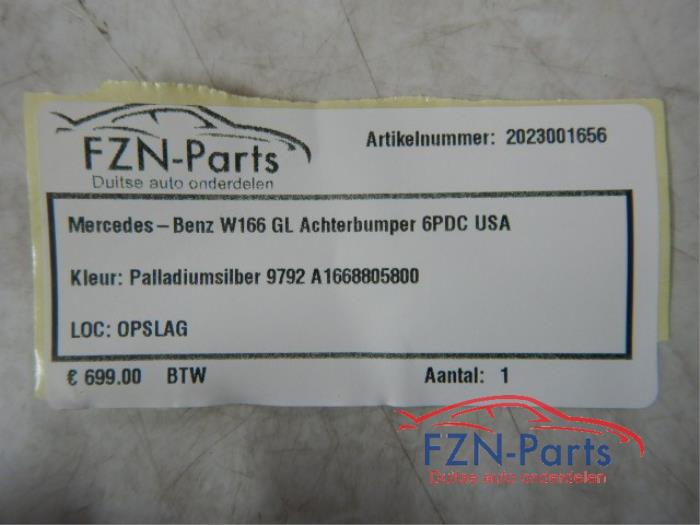 FZN-Parts
Duitse auto onderdelen
Artikelnummer: 2023001656
Mercedes-Benz W166 GL Achterbumper 6PDC USA
Kleur: Palladiumsilber 9792 A1668805800
LOC: OPSLAG
€ 699.00 BTW Aantal: 1
FZN-Parts
Duitse auto onderdelen